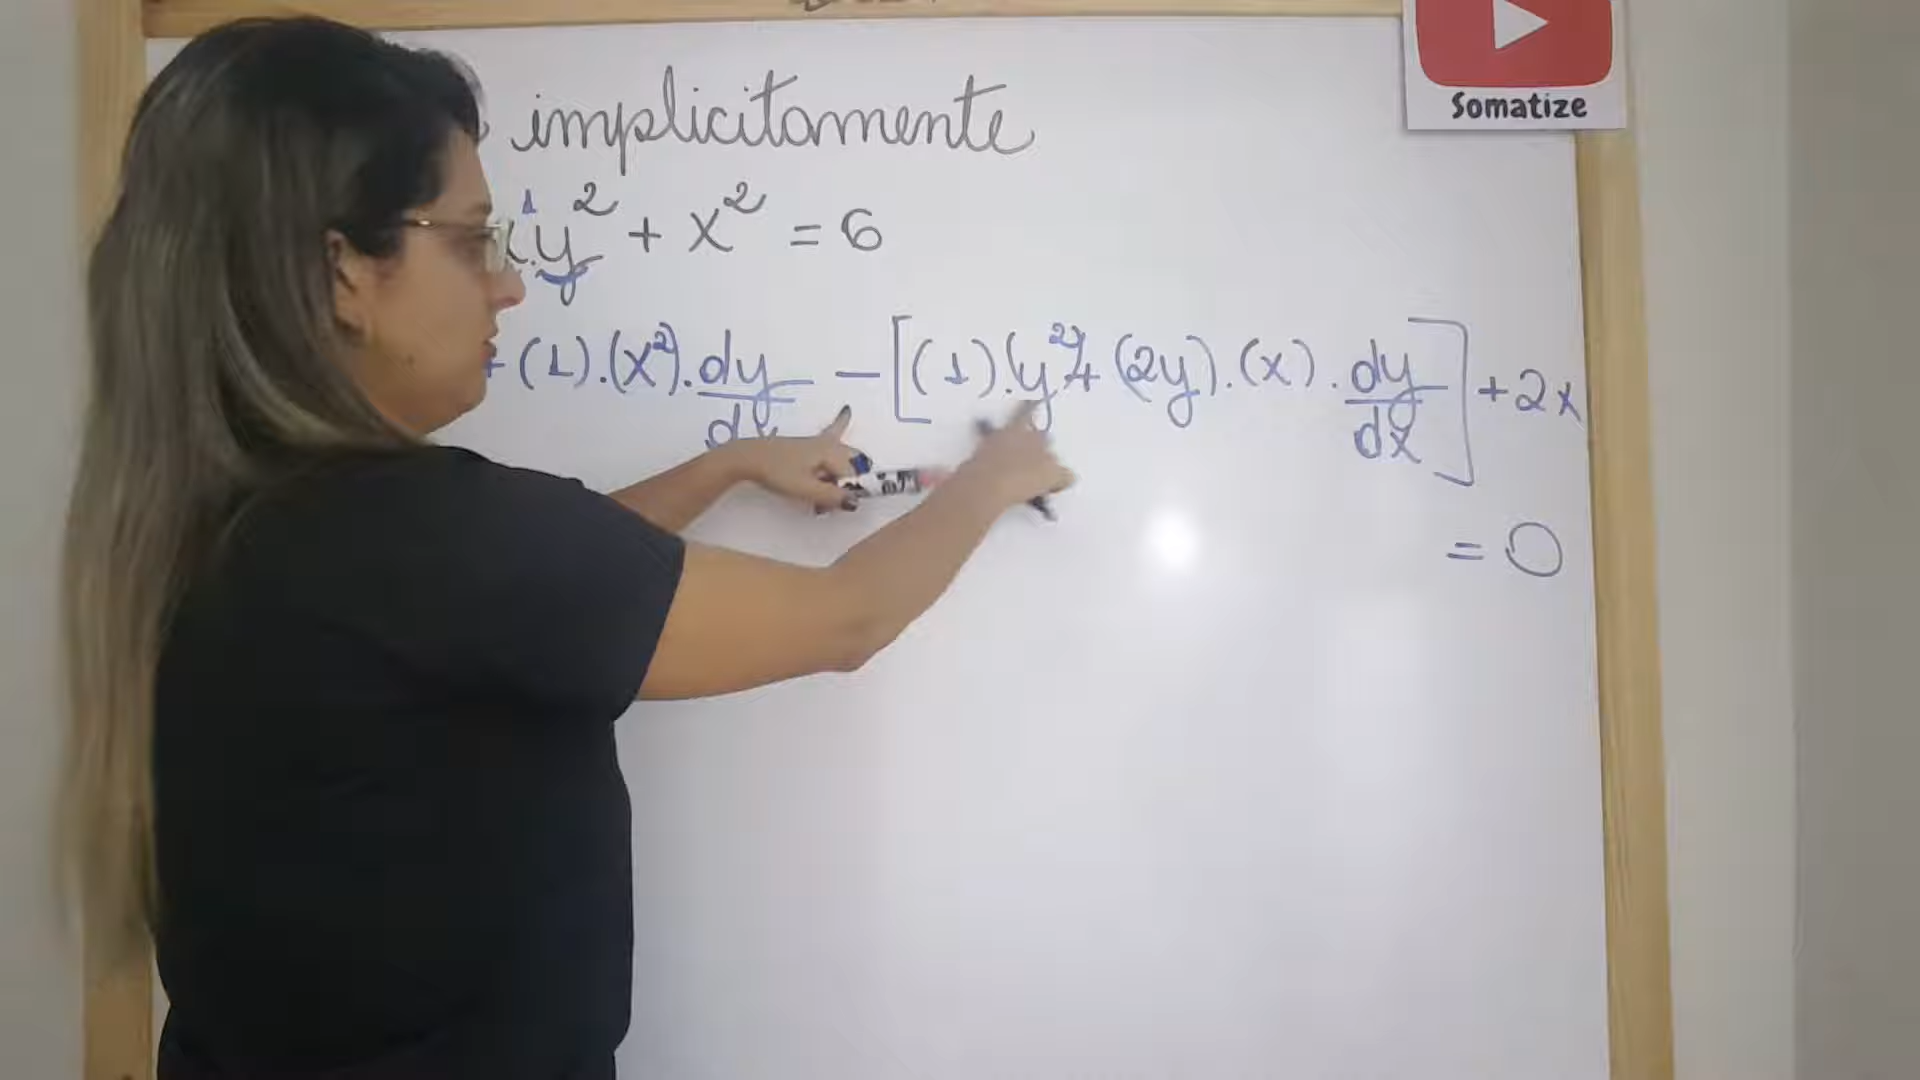 Somatize
implicitamente
x.y² + x² = 6
+ (1).(x²).dy/dx − [(1).(y²)+ (2y).(x).dy/dx] + 2x
= 0